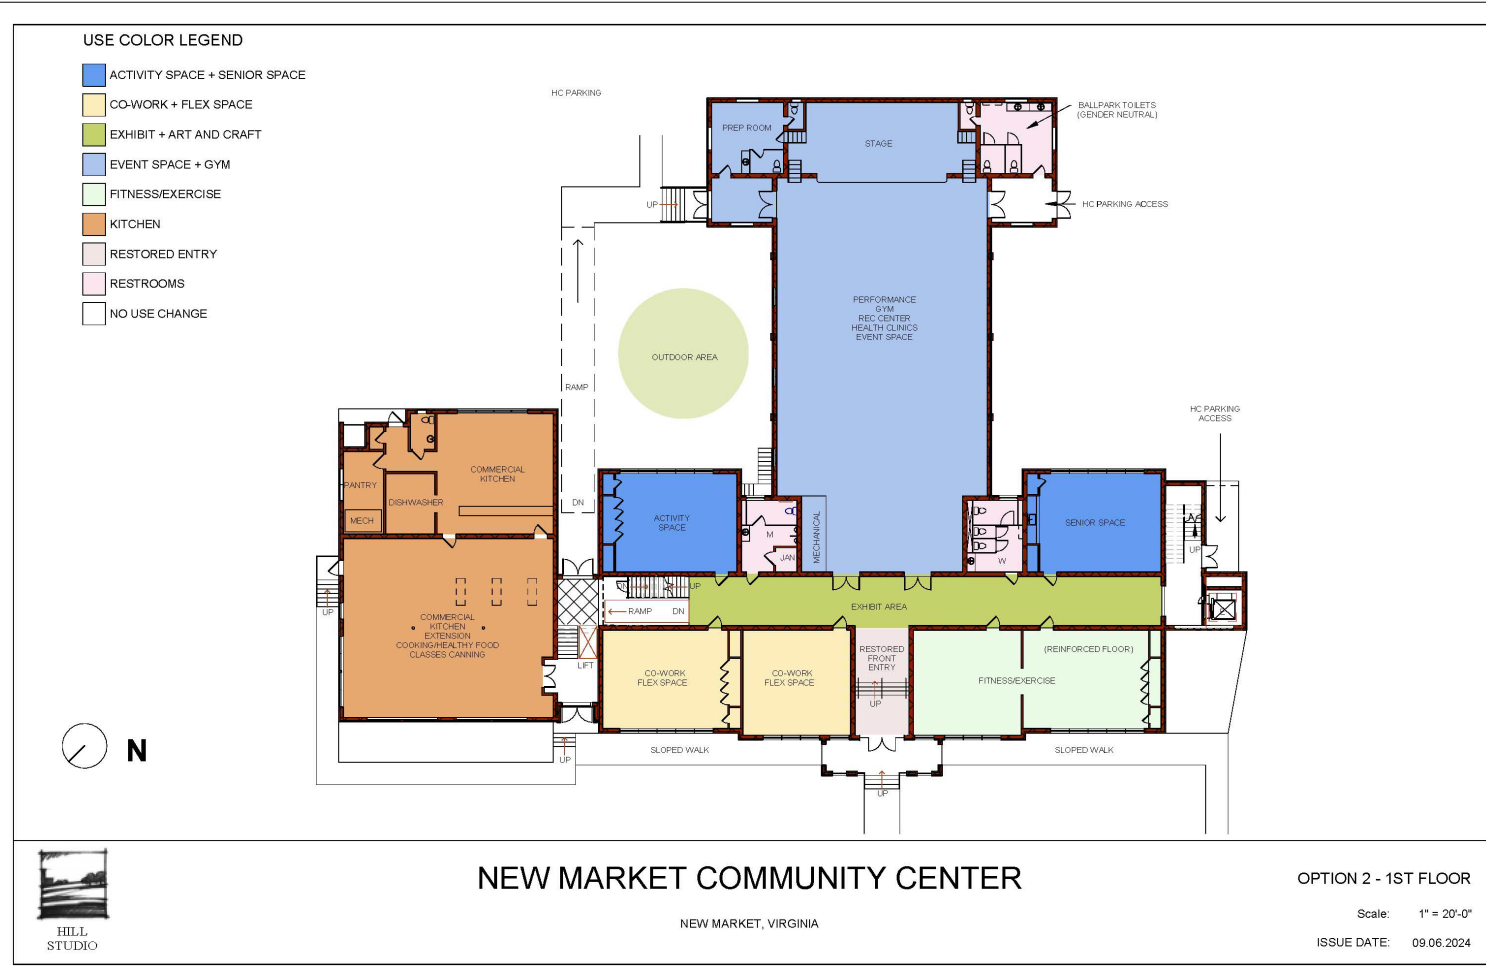 USE COLOR LEGEND
ACTIVITY SPACE + SENIOR SPACE
CO-WORK + FLEX SPACE
EXHIBIT + ART AND CRAFT
EVENT SPACE + GYM
FITNESS/EXERCISE
KITCHEN
RESTORED ENTRY
RESTROOMS
NO USE CHANGE
HC PARKING
PREP ROOM
STAGE
BALLPARK TOILETS
(GENDER NEUTRAL)
UP
HC PARKING ACCESS
PERFORMANCE
GYM
REC CENTER
HEALTH CLINICS
EVENT SPACE
OUTDOOR AREA
RAMP
HC PARKING
ACCESS
COMMERCIAL
KITCHEN
PANTRY
DISHWASHER
MECH
DN
ACTIVITY
SPACE
M
JAN
MECHANICAL
W
SENIOR SPACE
UP
DN
UP
RAMP
DN
EXHIBIT AREA
E
UP
COMMERCIAL
KITCHEN
EXTENSION
COOKING/HEALTHY FOOD
CLASSES CANNING
LIFT
CO-WORK
FLEX SPACE
CO-WORK
FLEX SPACE
RESTORED
FRONT
ENTRY
UP
(REINFORCED FLOOR)
FITNESS/EXERCISE
N
UP
SLOPED WALK
SLOPED WALK
UP
HILL
STUDIO
NEW MARKET COMMUNITY CENTER
NEW MARKET, VIRGINIA
OPTION 2 - 1ST FLOOR
Scale: 1" = 20'-0"
ISSUE DATE: 09.06.2024